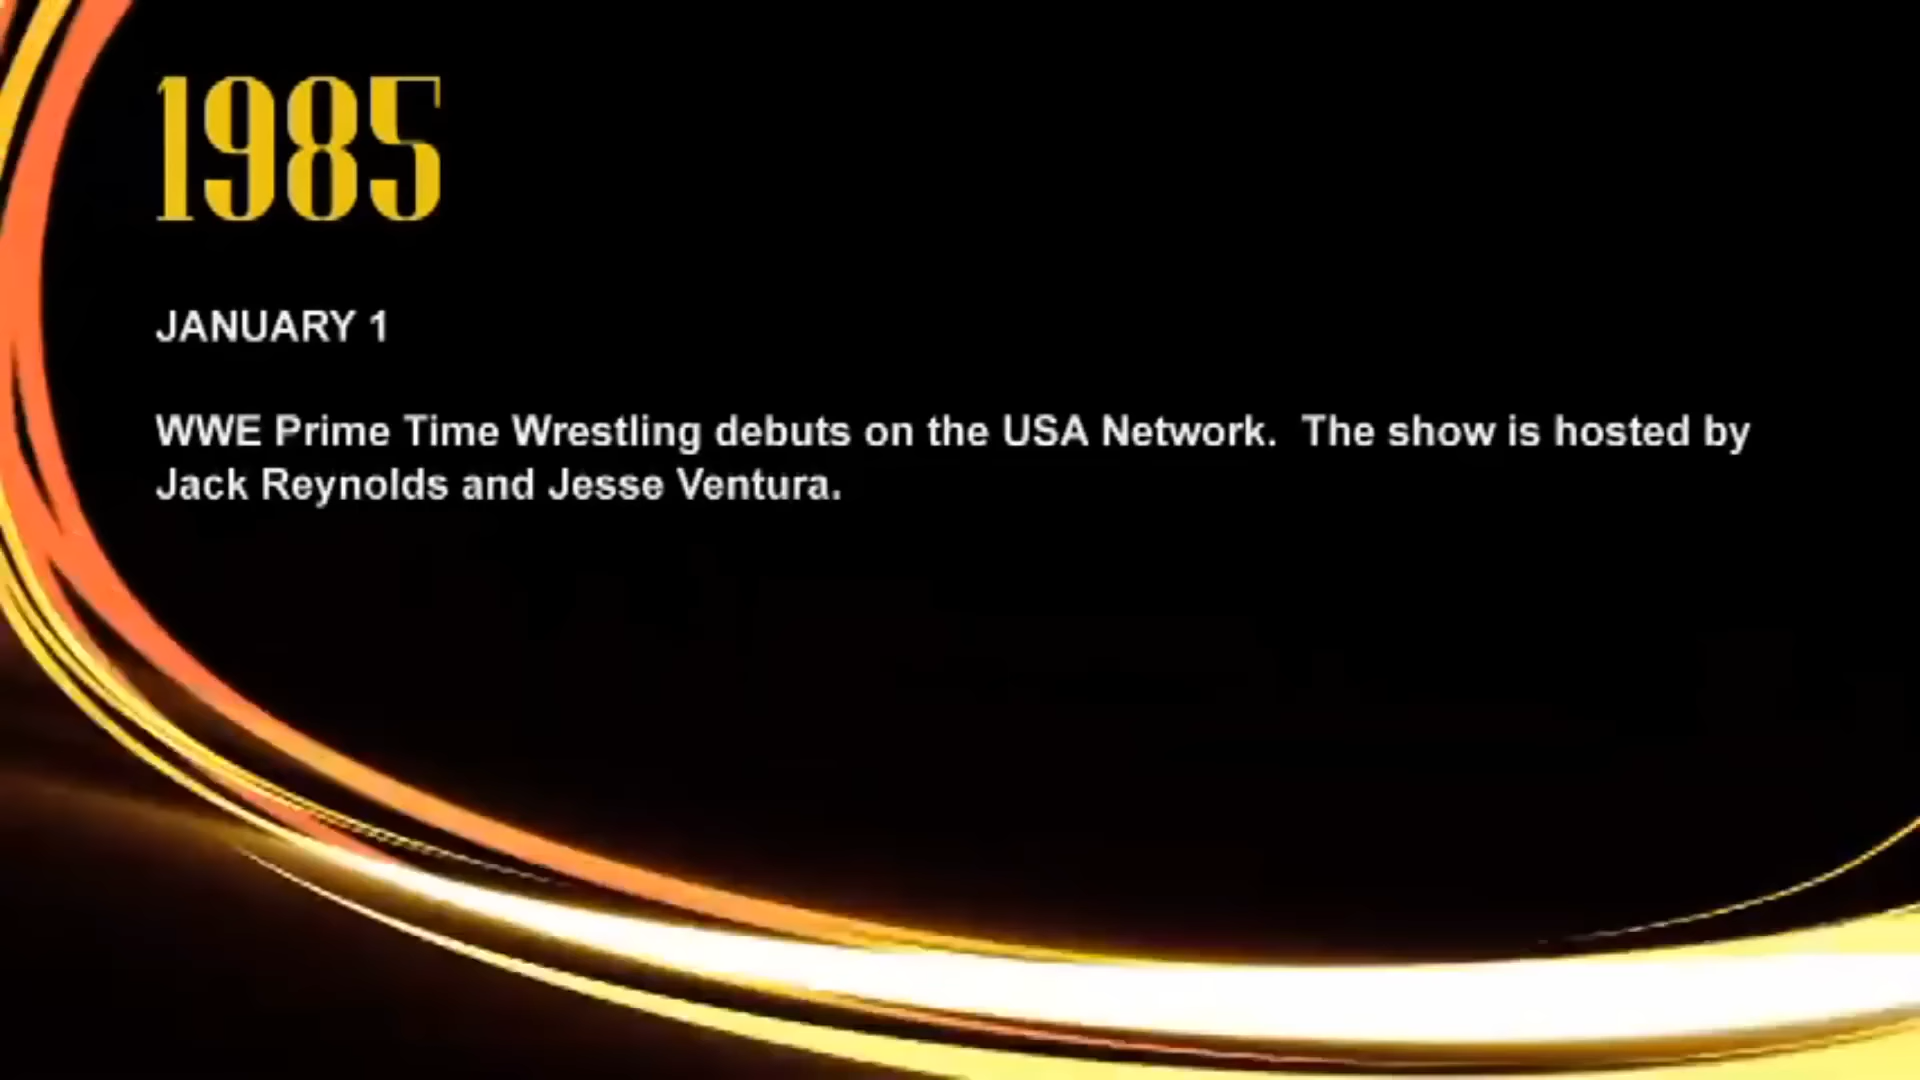 1985
JANUARY 1
WWE Prime Time Wrestling debuts on the USA Network.  The show is hosted by
Jack Reynolds and Jesse Ventura.